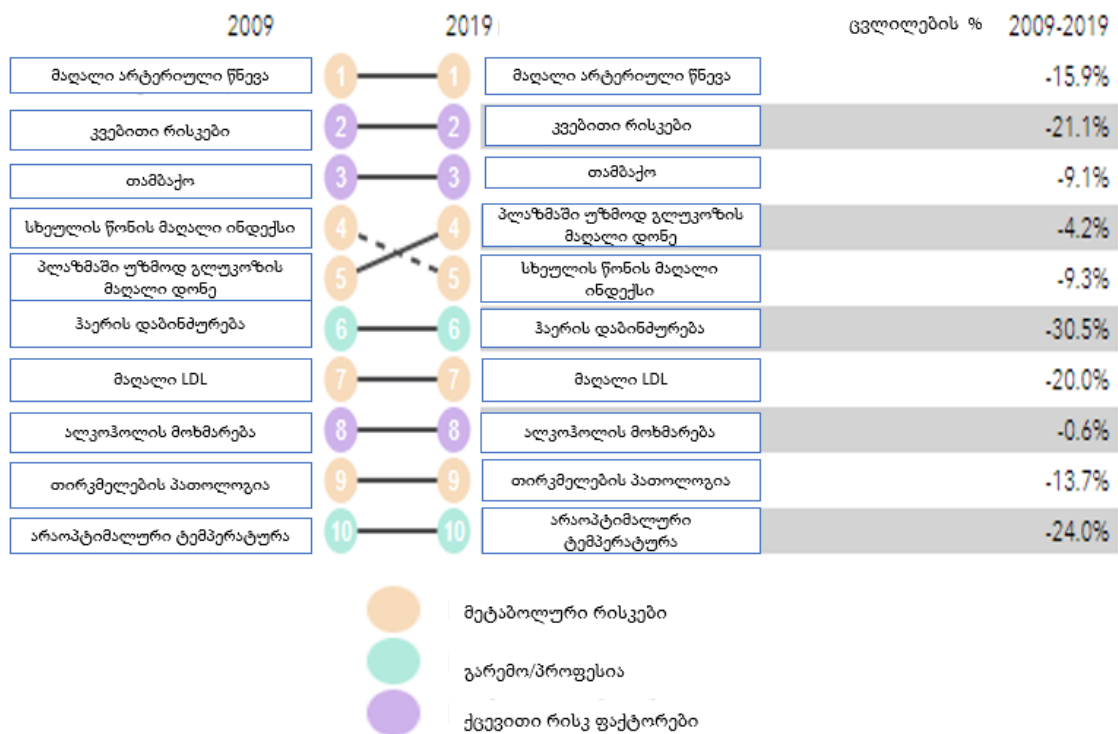 2009 2019 ცვლილების % 2009-2019
მაღალი არტერიული წნევა 1 1 მაღალი არტერიული წნევა -15.9%
კვებითი რისკები 2 2 კვებითი რისკები -21.1%
თამბაქო 3 3 თამბაქო -9.1%
სხეულის წონის მაღალი ინდექსი 4 4 პლაზმაში უზმოდ გლუკოზის
მაღალი დონე -4.2%
პლაზმაში უზმოდ გლუკოზის
მაღალი დონე 5 5 სხეულის წონის მაღალი
ინდექსი -9.3%
ჰაერის დაბინძურება 6 6 ჰაერის დაბინძურება -30.5%
მაღალი LDL 7 7 მაღალი LDL -20.0%
ალკოჰოლის მოხმარება 8 8 ალკოჰოლის მოხმარება -0.6%
თირკმელების პათოლოგია 9 9 თირკმელების პათოლოგია -13.7%
არაოპტიმალური ტემპერატურა 10 10 არაოპტიმალური
ტემპერატურა -24.0%
მეტაბოლური რისკები
გარემო/პროფესია
ქცევითი რისკ ფაქტორები